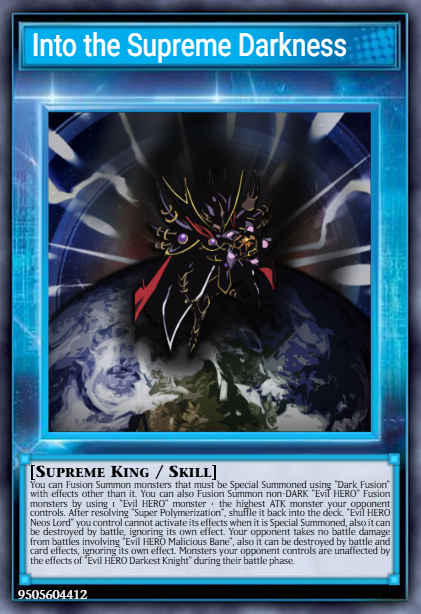 Into the Supreme Darkness
[Supreme King / Skill]
You can Fusion Summon monsters that must be Special Summoned using "Dark Fusion"
with effects other than it. You can also Fusion Summon non-DARK "Evil HERO" Fusion
monsters by using 1 "Evil HERO" monster + the highest ATK monster your opponent
controls. After resolving "Super Polymerization", shuffle it back into the deck. "Evil HERO
Neos Lord" you control cannot activate its effects when it is Special Summoned, also it can
be destroyed by battle, ignoring its own effect. Your opponent takes no battle damage
from battles involving "Evil HERO Malicious Bane", also it can be destroyed by battle and
card effects, ignoring its own effect. Monsters your opponent controls are unaffected by
the effects of "Evil HERO Darkest Knight" during their battle phase.
9505604412